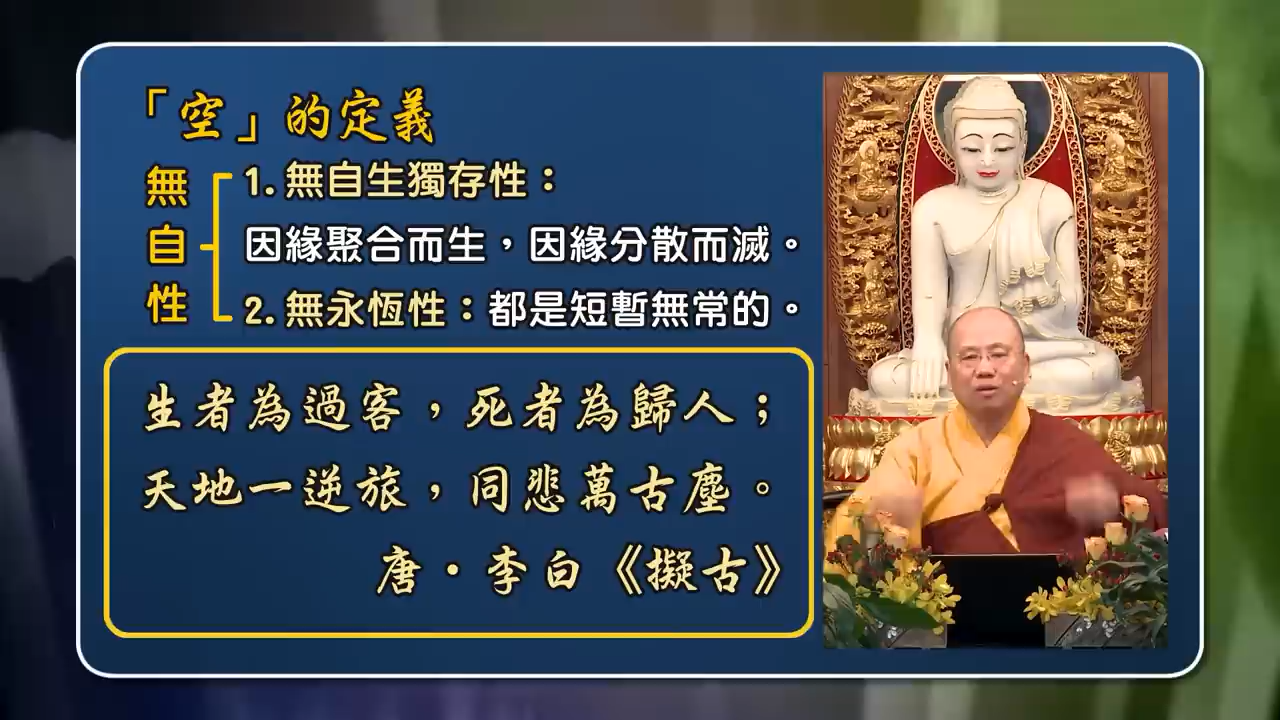 「空」的定義
無自性
1. 無自生獨存性：
因緣聚合而生，因緣分散而滅。
2. 無永恆性：都是短暫無常的。
生者為過客，死者為歸人；
天地一逆旅，同悲萬古塵。
唐·李白《擬古》